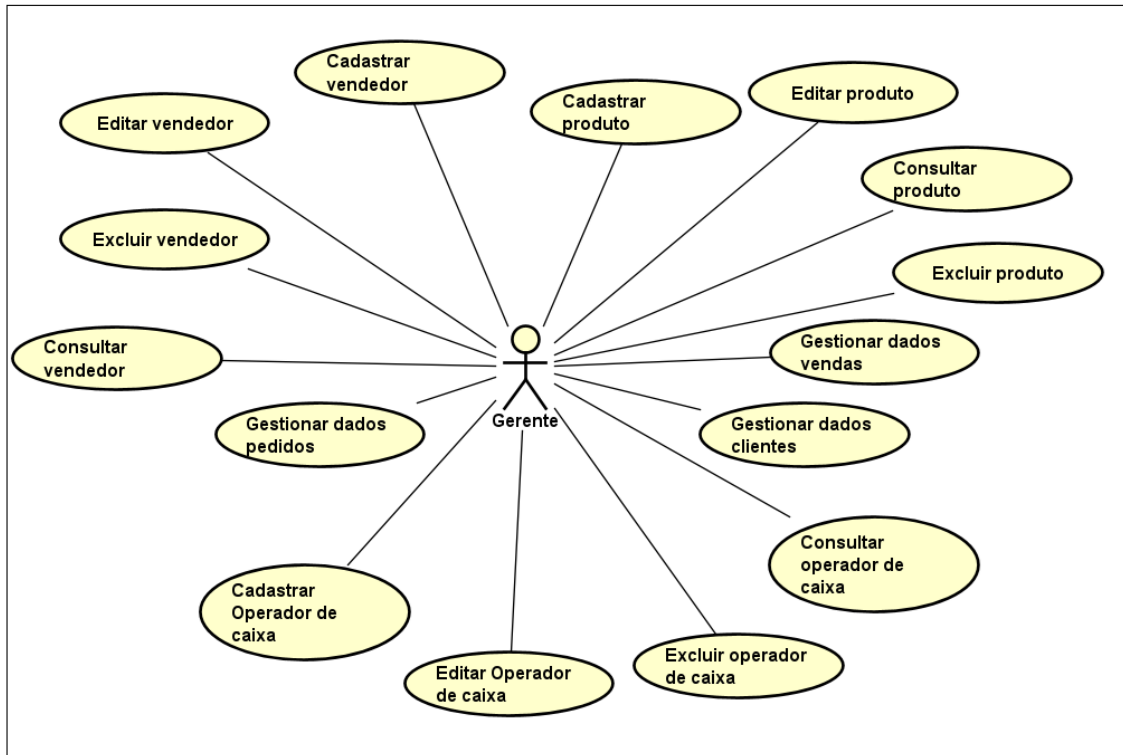 Cadastrar
vendedor
Cadastrar
produto
Editar produto
Editar vendedor
Consultar
produto
Excluir vendedor
Excluir produto
Consultar
vendedor
Gestionar dados
vendas
Gerente
Gestionar dados
pedidos
Gestionar dados
clientes
Consultar
operador de
caixa
Cadastrar
Operador de
caixa
Editar Operador
de caixa
Excluir operador
de caixa